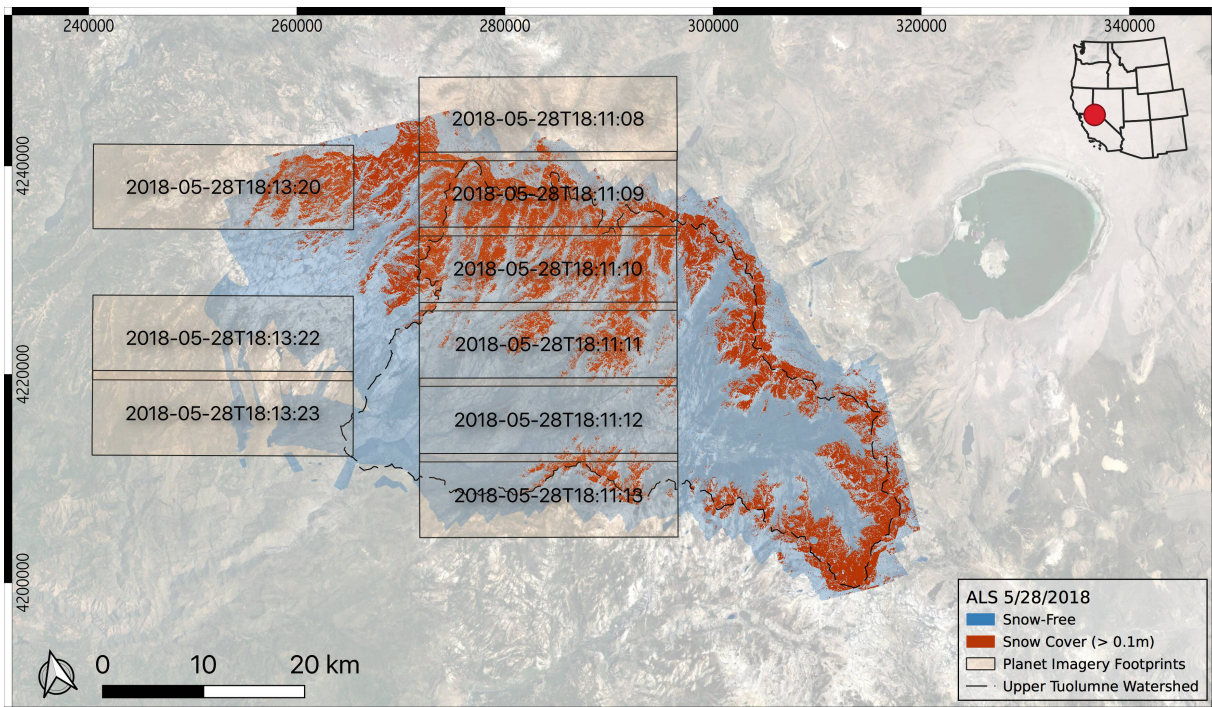 240000 260000 280000 300000 320000 340000
2018-05-28T18:11:08
4240000
2018-05-28T18:13:20
2018-05-28T18:11:09
2018-05-28T18:11:10
2018-05-28T18:13:22
2018-05-28T18:11:11
4220000
2018-05-28T18:13:23
2018-05-28T18:11:12
2018-05-28T18:11:13
4200000
ALS 5/28/2018
Snow-Free
Snow Cover (> 0.1m)
Planet Imagery Footprints
Upper Tuolumne Watershed
0 10 20 km